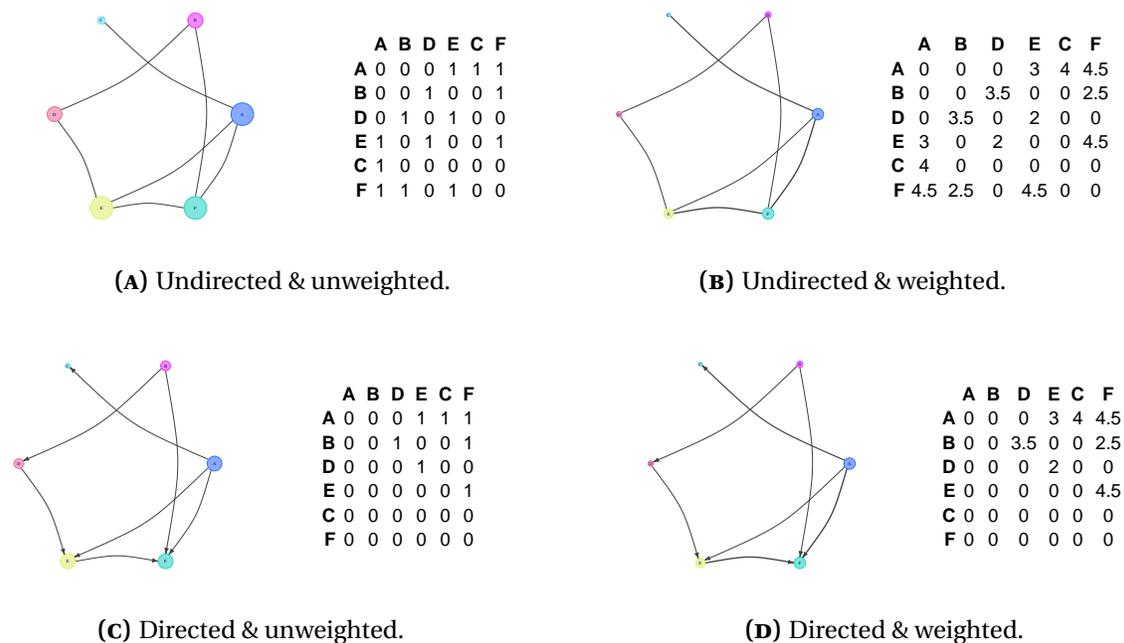 A B D E C F
A 0 0 0 1 1 1
B 0 0 1 0 0 1
D 0 1 0 1 0 0
E 1 0 1 0 0 1
C 1 0 0 0 0 0
F 1 1 0 1 0 0
(A) Undirected & unweighted.
A B D E C F
A 0 0 0 3 4 4.5
B 0 0 3.5 0 0 2.5
D 0 3.5 0 2 0 0
E 3 0 2 0 0 4.5
C 4 0 0 0 0 0
F 4.5 2.5 0 4.5 0 0
(B) Undirected & weighted.
A B D E C F
A 0 0 0 1 1 1
B 0 0 1 0 0 1
D 0 0 0 1 0 0
E 0 0 0 0 0 1
C 0 0 0 0 0 0
F 0 0 0 0 0 0
(C) Directed & unweighted.
A B D E C F
A 0 0 0 3 4 4.5
B 0 0 3.5 0 0 2.5
D 0 0 0 2 0 0
E 0 0 0 0 0 4.5
C 0 0 0 0 0 0
F 0 0 0 0 0 0
(D) Directed & weighted.